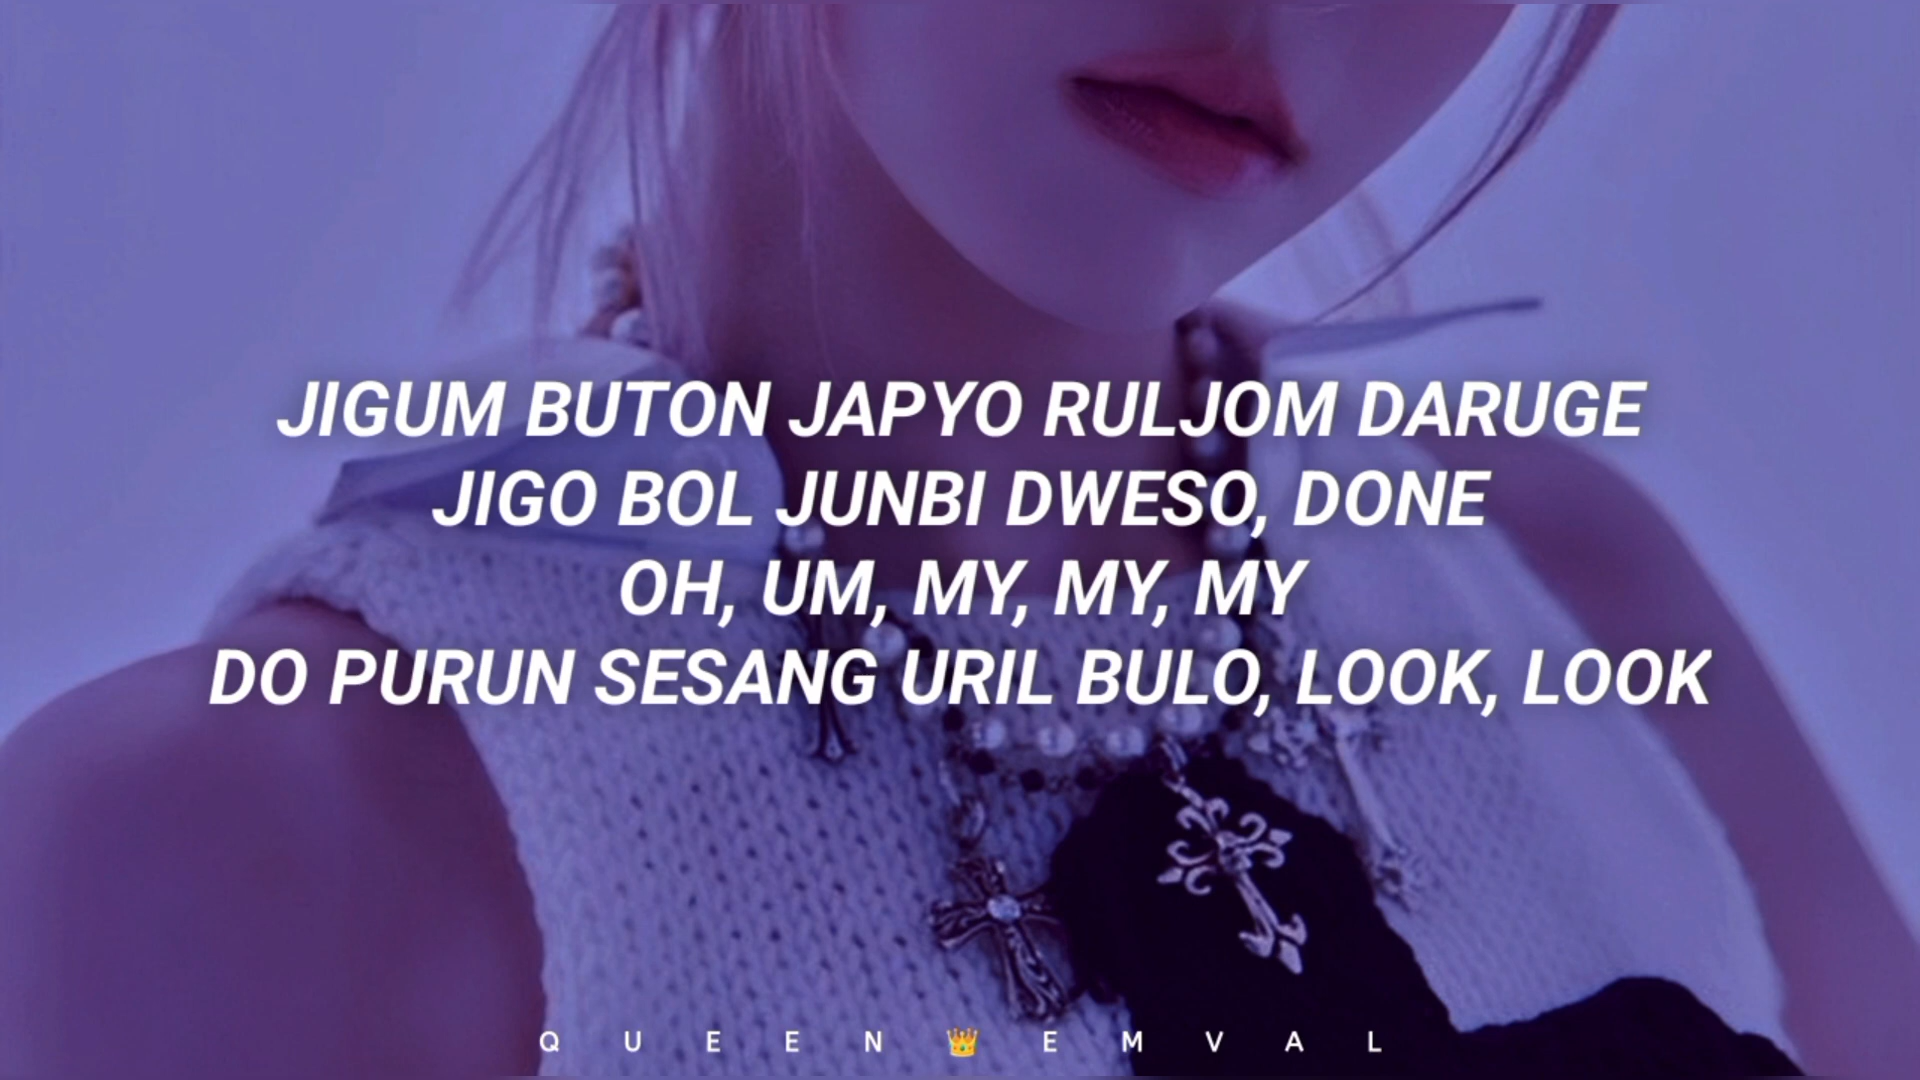 JIGUM BUTON JAPYO RULJOM DARUGE
JIGO BOL JUNBI DWESO, DONE
OH, UM, MY, MY, MY
DO PURUN SESANG URIL BULO, LOOK, LOOK
QUEEN👑EMVAL